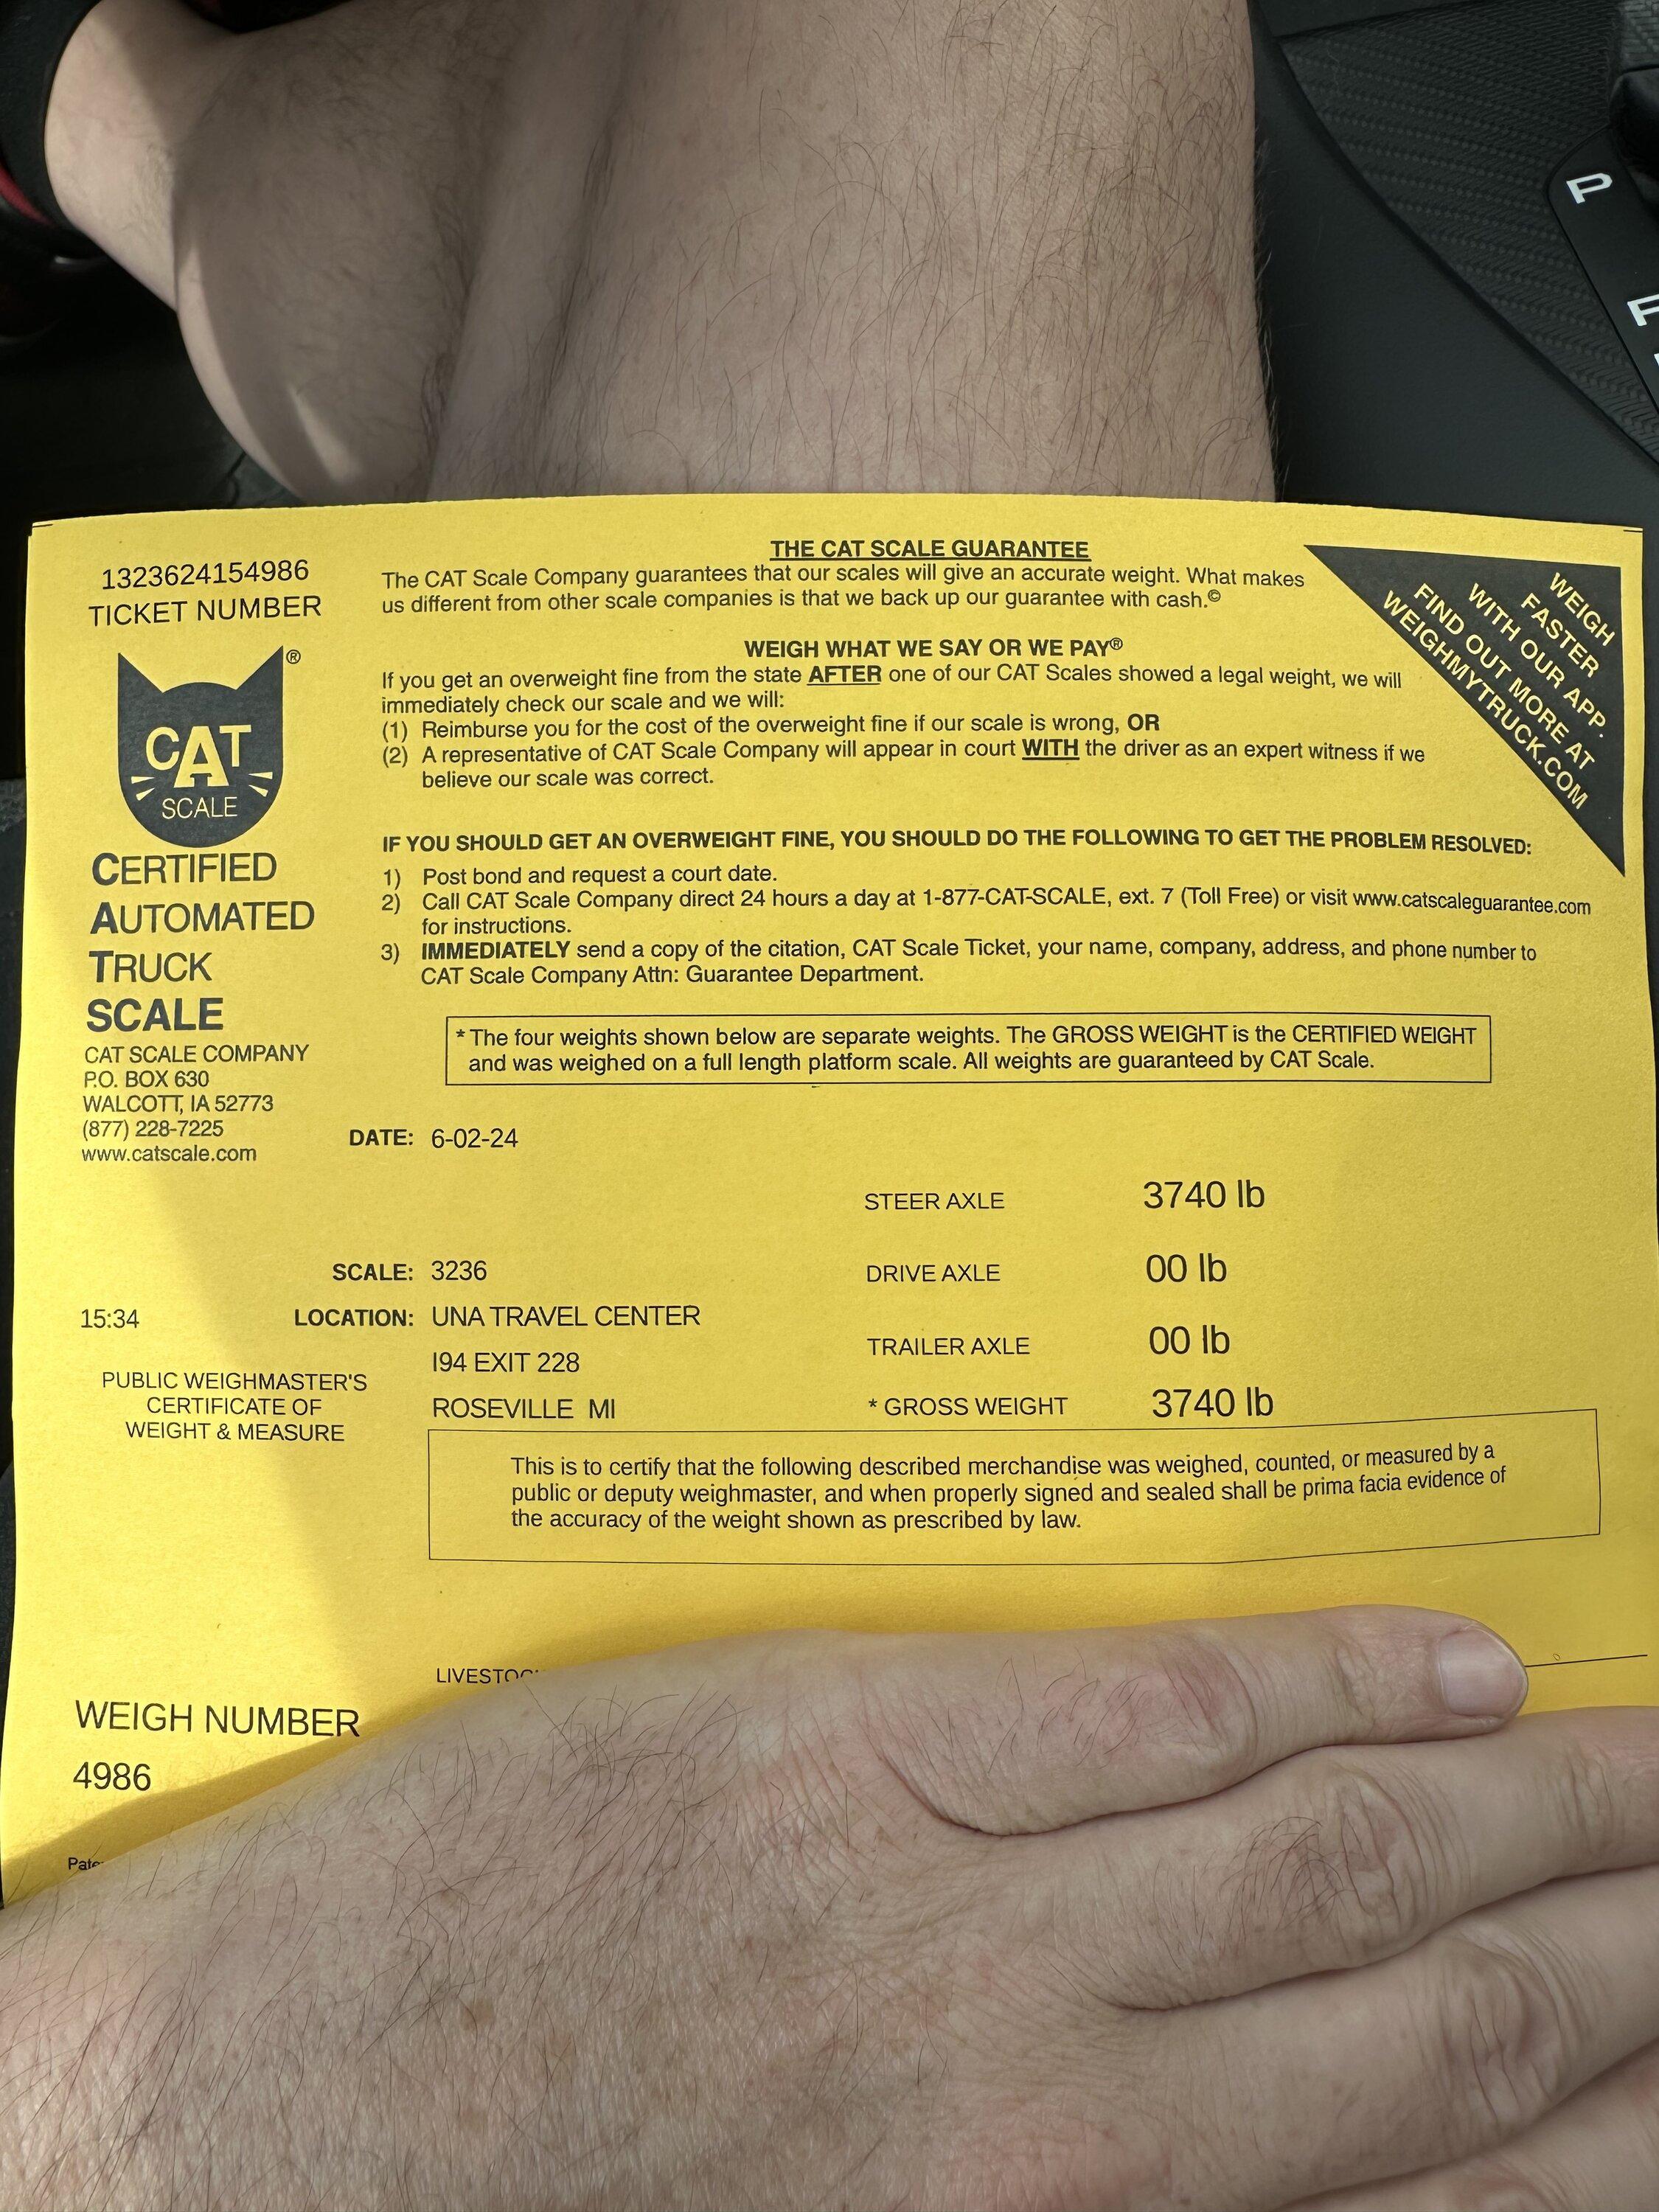 THE CAT SCALE GUARANTEE
1323624154986
TICKET NUMBER
The CAT Scale Company guarantees that our scales will give an accurate weight. What makes
us different from other scale companies is that we back up our guarantee with cash.©
WEIGH
FASTER
WITH OUR APP.
FIND OUT MORE AT
WEIGHMYTRUCK.COM
WEIGH WHAT WE SAY OR WE PAY®
If you get an overweight fine from the state AFTER one of our CAT Scales showed a legal weight, we will
immediately check our scale and we will:
(1) Reimburse you for the cost of the overweight fine if our scale is wrong, OR
(2) A representative of CAT Scale Company will appear in court WITH the driver as an expert witness if we
believe our scale was correct.
®
CAT
SCALE
CERTIFIED
AUTOMATED
TRUCK
SCALE
CAT SCALE COMPANY
P.O. BOX 630
WALCOTT, IA 52773
(877) 228-7225
www.catscale.com
IF YOU SHOULD GET AN OVERWEIGHT FINE, YOU SHOULD DO THE FOLLOWING TO GET THE PROBLEM RESOLVED:
1) Post bond and request a court date.
2) Call CAT Scale Company direct 24 hours a day at 1-877-CAT-SCALE, ext. 7 (Toll Free) or visit www.catscaleguarantee.com
for instructions.
3) IMMEDIATELY send a copy of the citation, CAT Scale Ticket, your name, company, address, and phone number to
CAT Scale Company Attn: Guarantee Department.
* The four weights shown below are separate weights. The GROSS WEIGHT is the CERTIFIED WEIGHT
and was weighed on a full length platform scale. All weights are guaranteed by CAT Scale.
DATE: 6-02-24
STEER AXLE 3740 lb
DRIVE AXLE 00 lb
TRAILER AXLE 00 lb
* GROSS WEIGHT 3740 lb
SCALE: 3236
15:34
LOCATION: UNA TRAVEL CENTER
I94 EXIT 228
ROSEVILLE MI
PUBLIC WEIGHMASTER'S
CERTIFICATE OF
WEIGHT & MEASURE
This is to certify that the following described merchandise was weighed, counted, or measured by a
public or deputy weighmaster, and when properly signed and sealed shall be prima facia evidence of
the accuracy of the weight shown as prescribed by law.
WEIGH NUMBER
4986
P